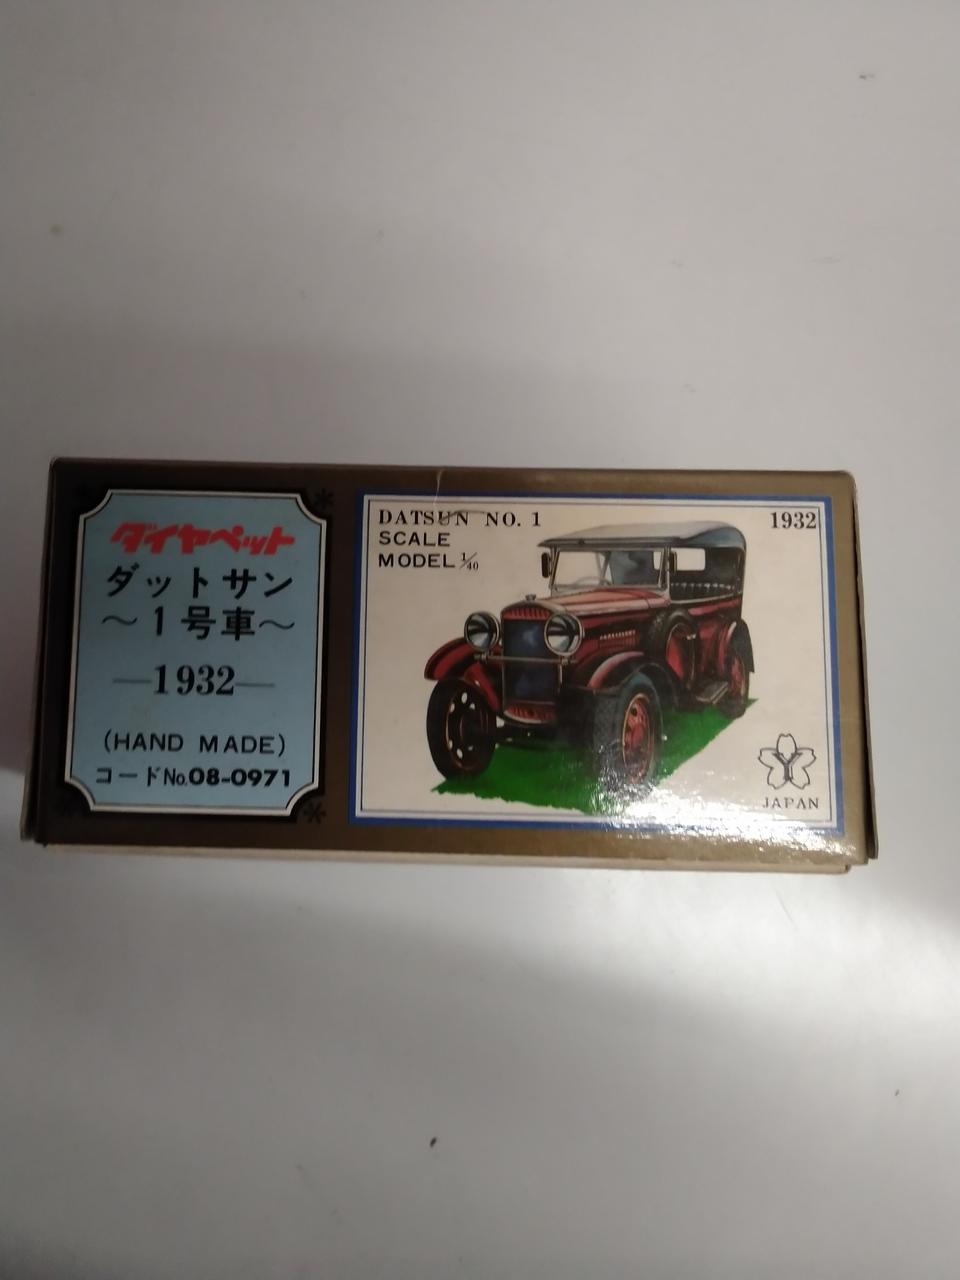 ダイヤペット
ダットサン
～1号車～
—1932—
(HAND MADE)
コードNo.08-0971
DATSUN NO. 1
SCALE
MODEL 1/40
1932
Y
JAPAN